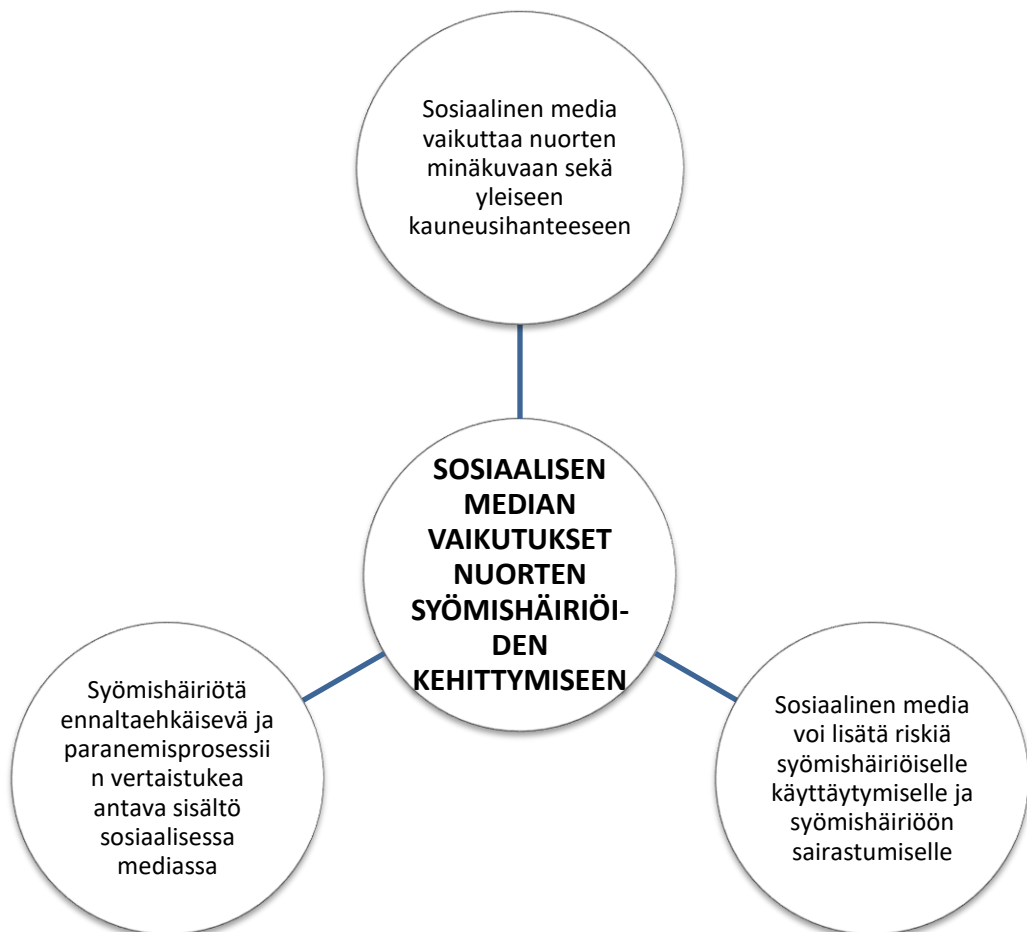 Sosiaalinen media
vaikuttaa nuorten
minäkuvaan sekä
yleiseen
kauneusihanteeseen
SOSIAALISEN
MEDIAN
VAIKUTUKSET
NUORTEN
SYÖMISHÄIRIÖI-
DEN
KEHITTYMISEEN
Syömishäiriötä
ennaltaehkäisevä ja
paranemisprosessii
n vertaistukea
antava sisältö
sosiaalisessa
mediassa
Sosiaalinen media
voi lisätä riskiä
syömishäiriöiselle
käyttäytymiselle ja
syömishäiriöön
sairastumiselle